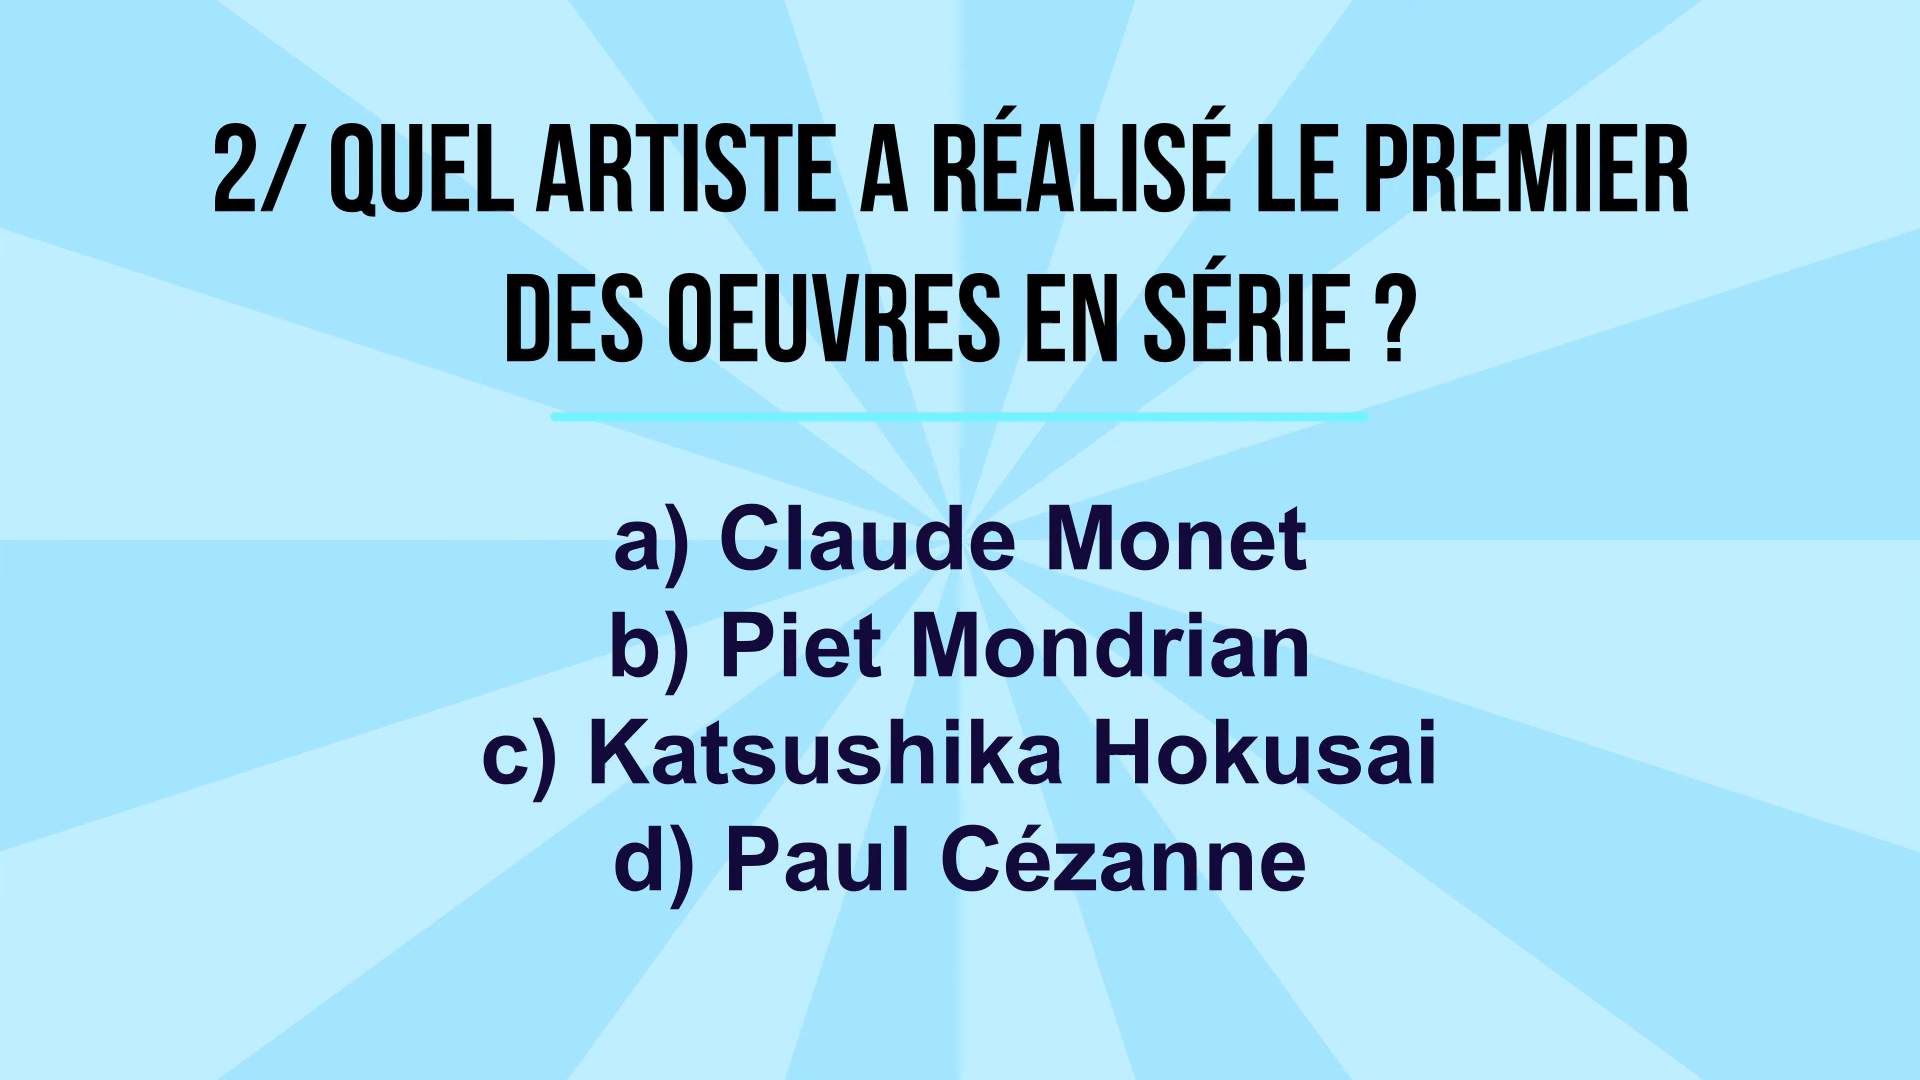 2/ QUEL ARTISTE A RÉALISÉ LE PREMIER
DES OEUVRES EN SÉRIE ?
a) Claude Monet
b) Piet Mondrian
c) Katsushika Hokusai
d) Paul Cézanne